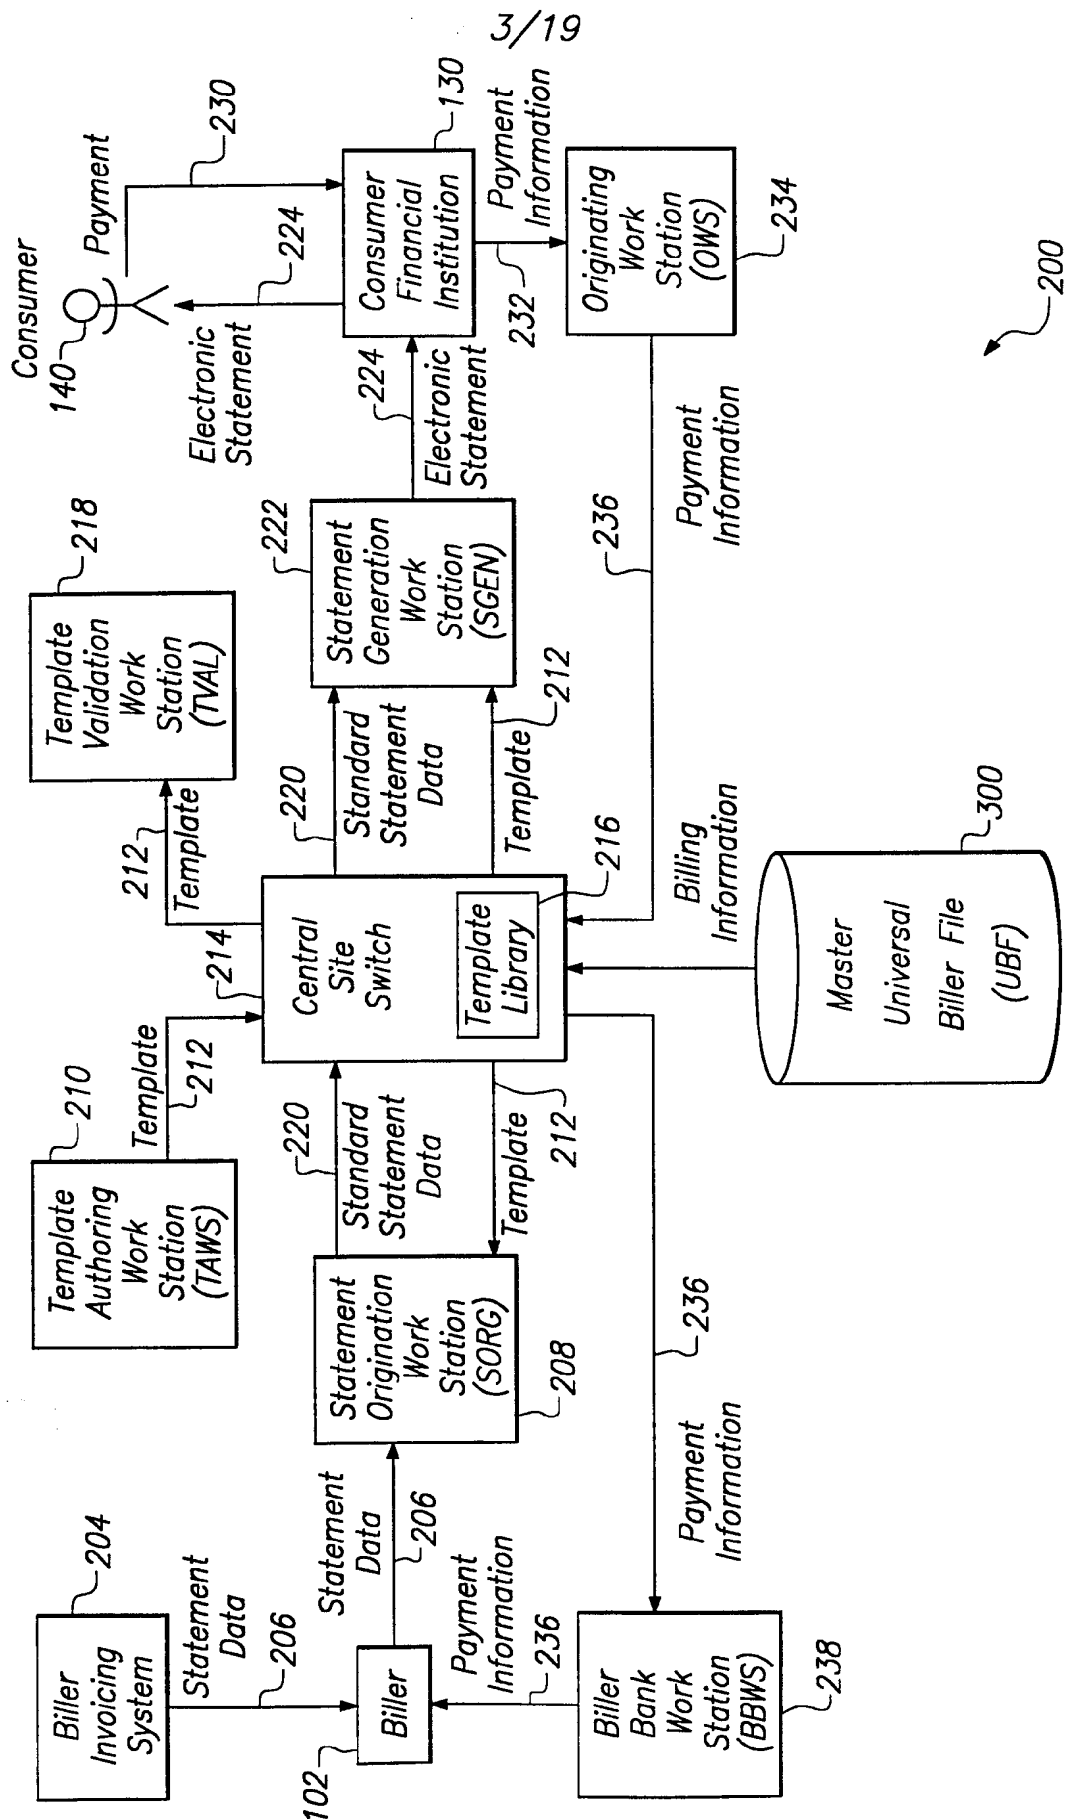 3/19
Consumer
140
Payment
230
224
Electronic
Statement
Consumer
Financial
Institution
130
Payment
Information
232
Originating
Work
Station
(OWS)
234
200
224
Electronic
Statement
Template
Validation
Work
Station
(TVAL)
218
222
Statement
Generation
Work
Station
(SGEN)
236
Payment
Information
212
Template
220
Standard
Statement
Data
Template
212
214
Central
Site
Switch
Template
Library
216
Billing
Information
300
Master
Universal
Biller File
(UBF)
Template
212
210
Template
Authoring
Work
Station
(TAWS)
220
Standard
Statement
Data
Template
212
Statement
Origination
Work
Station
(SORG)
208
236
Payment
Information
204
Biller
Invoicing
System
Statement
Data
206
Statement
Data
206
102
Biller
Payment
Information
236
Biller
Bank
Work
Station
(BBWS)
238